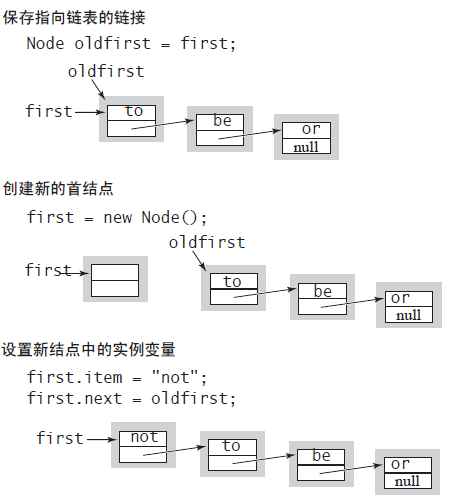 保存指向链表的链接
Node oldfirst = first;
oldfirst
first
to
be
or
null
创建新的首结点
first = new Node();
oldfirst
first
to
be
or
null
设置新结点中的实例变量
first.item = "not";
first.next = oldfirst;
first
not
to
be
or
null